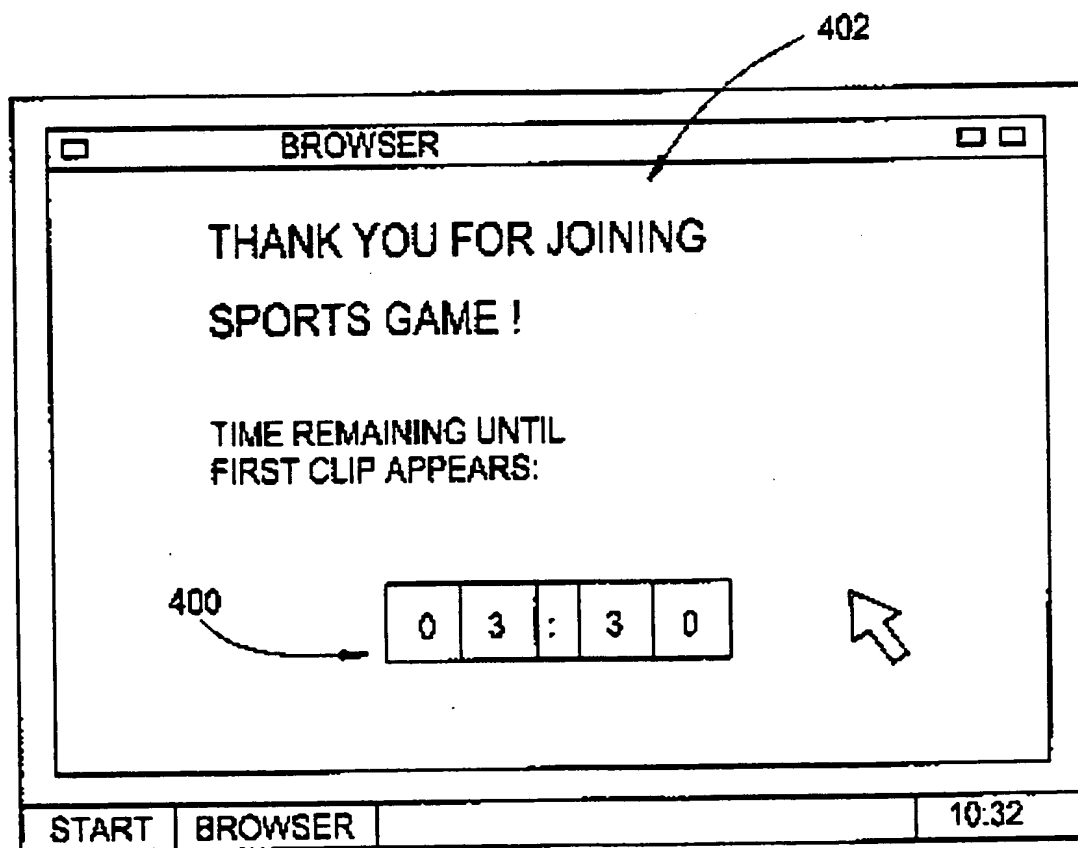 402
BROWSER
THANK YOU FOR JOINING
SPORTS GAME !
TIME REMAINING UNTIL
FIRST CLIP APPEARS:
400
0 3 : 3 0
START BROWSER 10:32